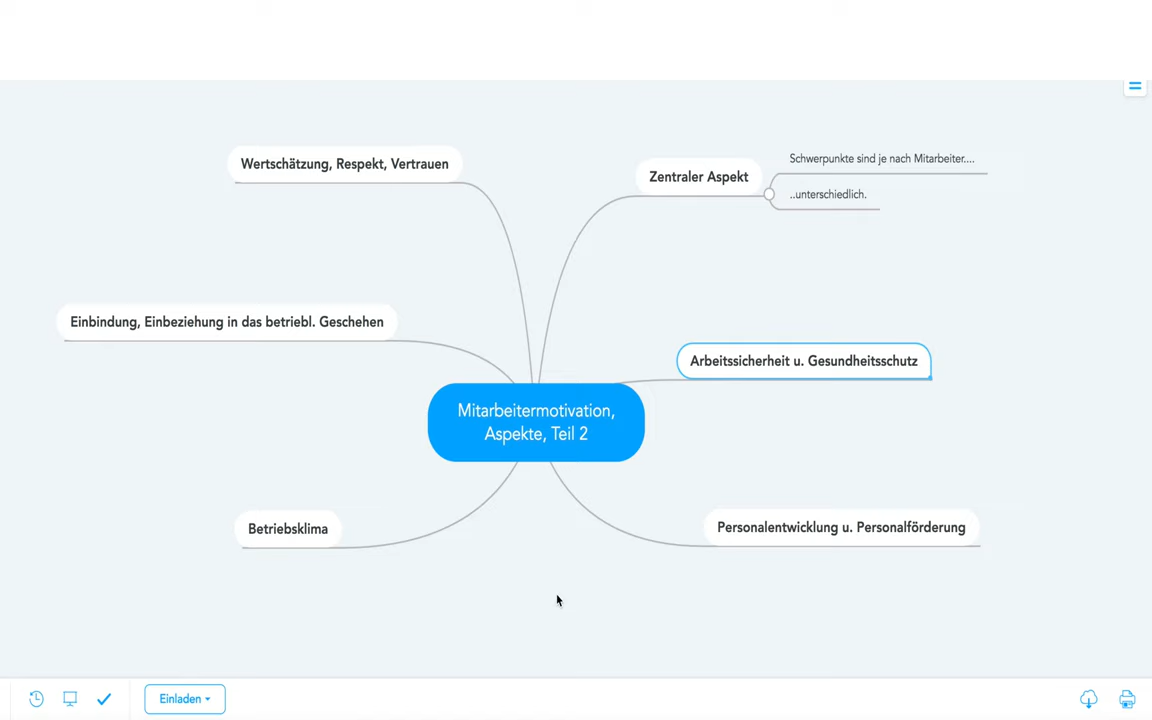 Wertschätzung, Respekt, Vertrauen
Zentraler Aspekt
Schwerpunkte sind je nach Mitarbeiter....
..unterschiedlich.
Einbindung, Einbeziehung in das betriebl. Geschehen
Arbeitssicherheit u. Gesundheitsschutz
Mitarbeitermotivation,
Aspekte, Teil 2
Betriebsklima
Personalentwicklung u. Personalförderung
Einladen